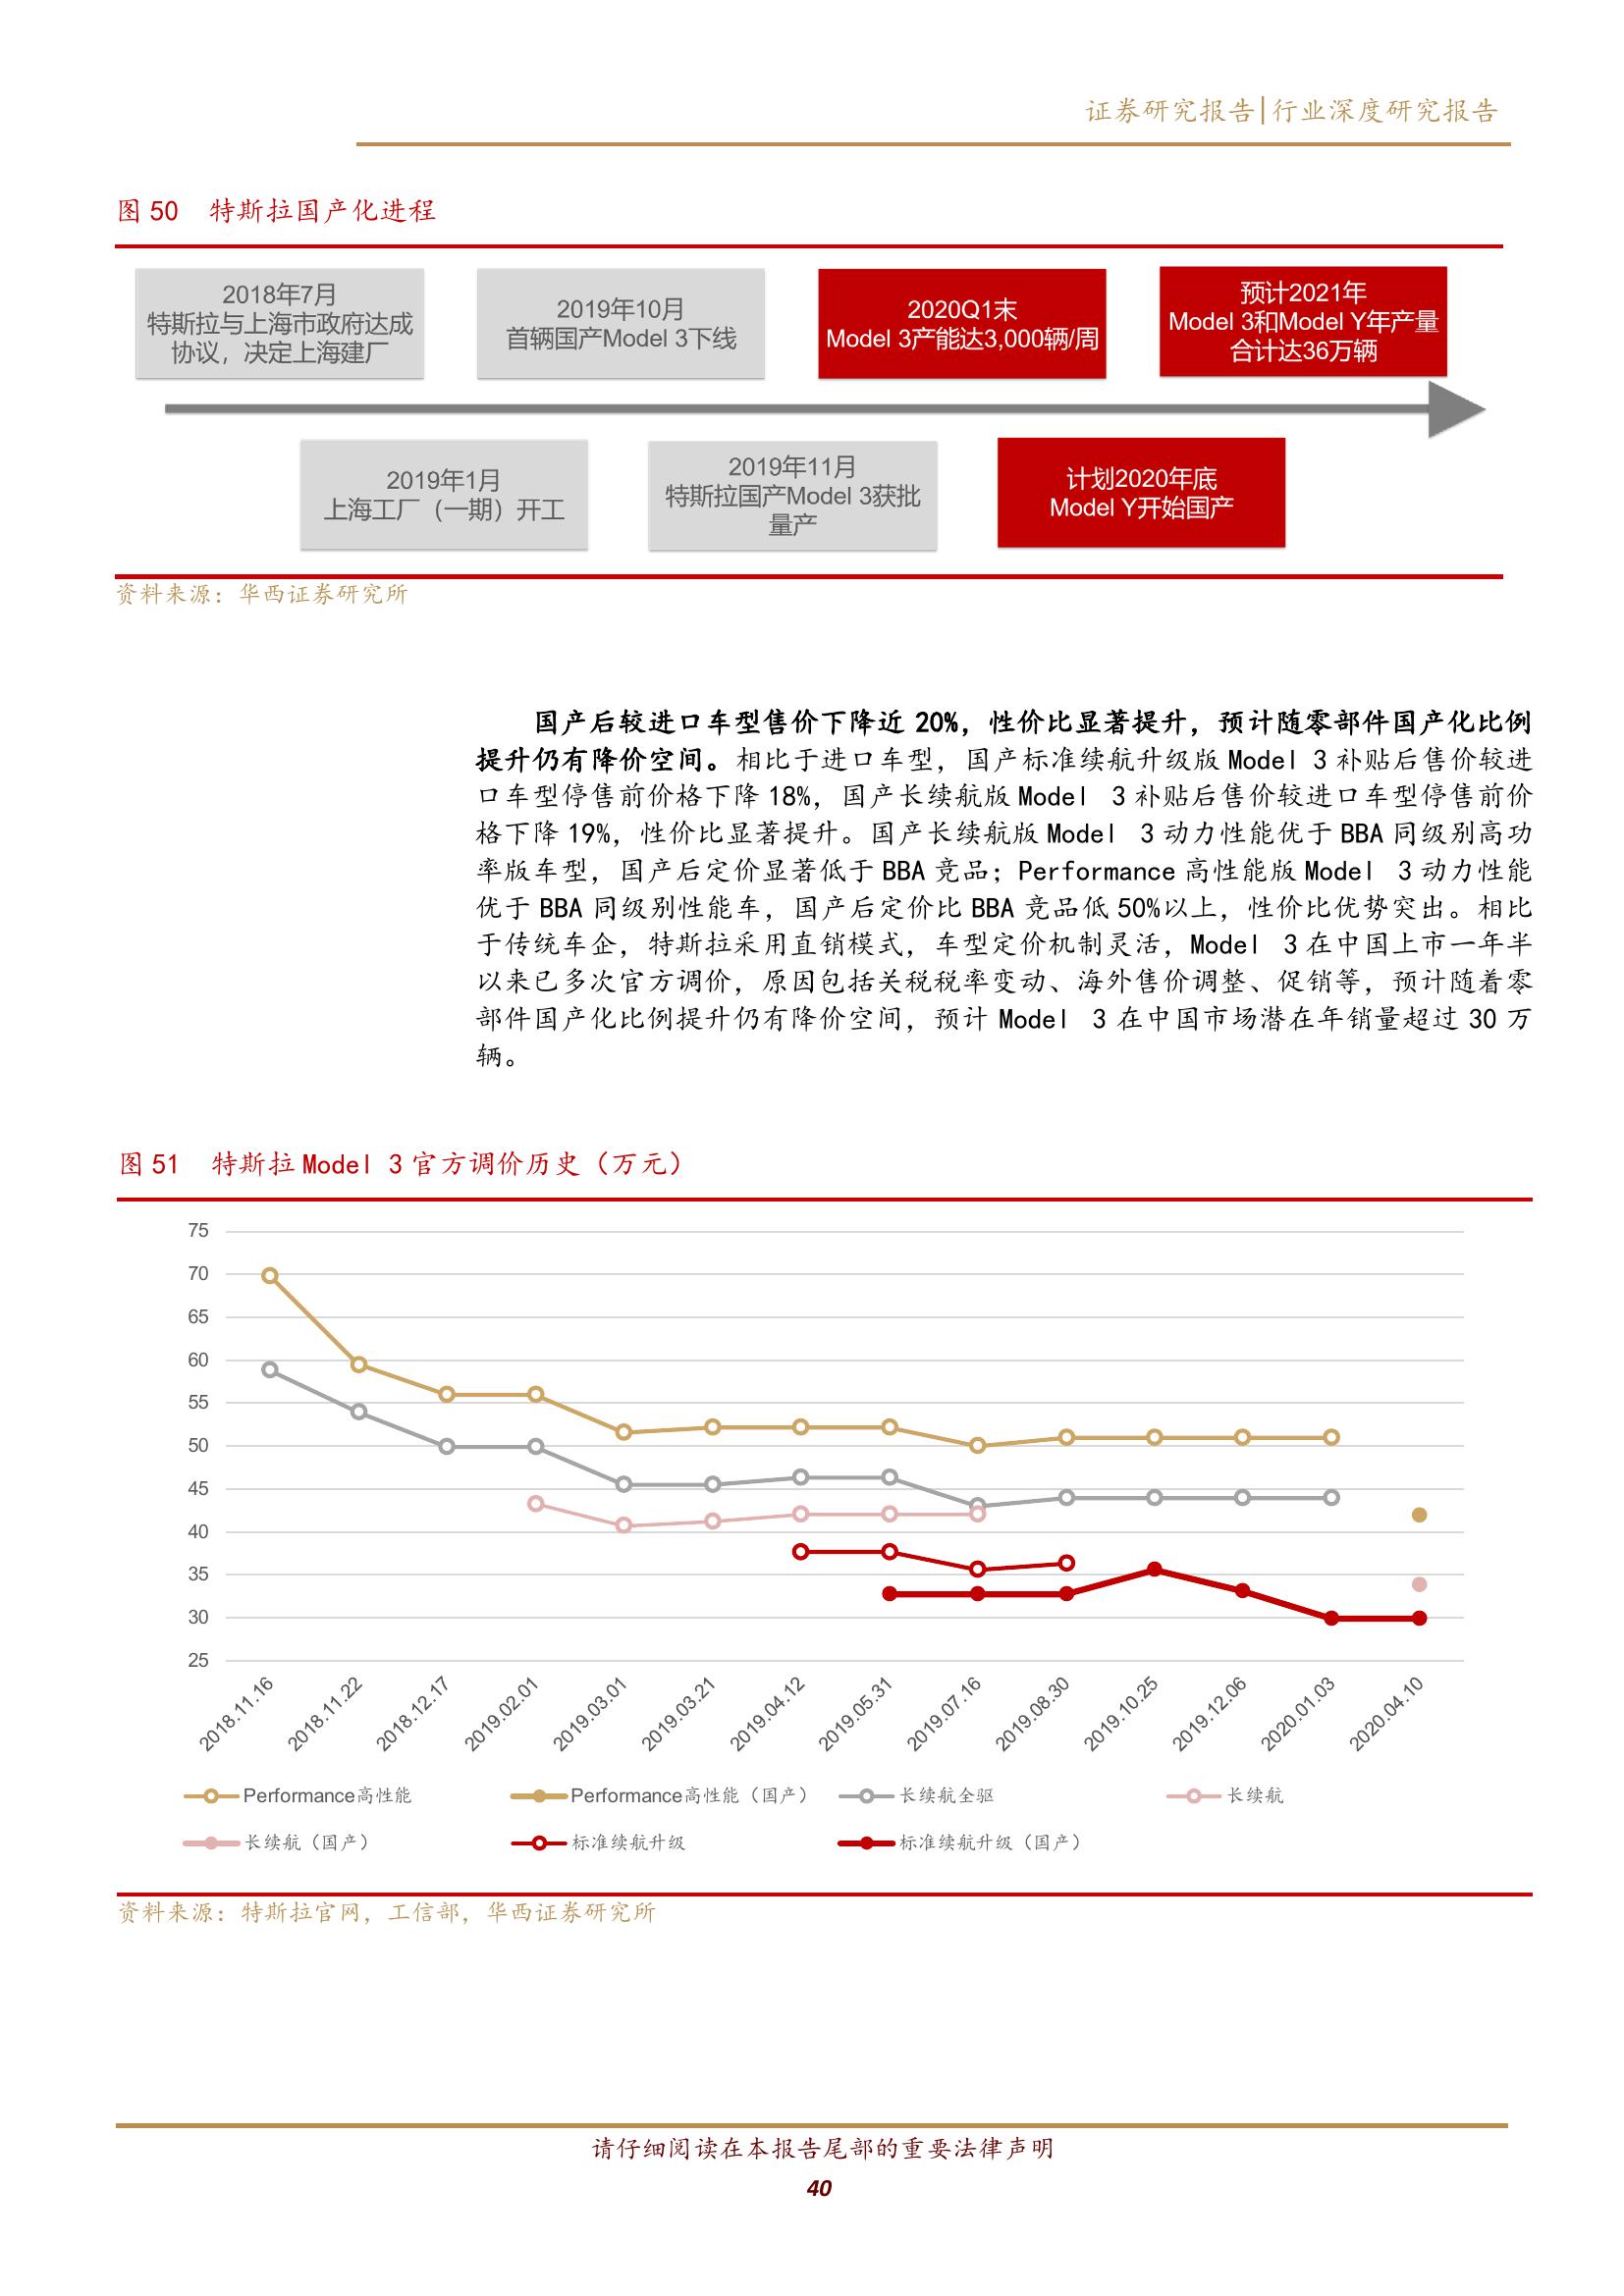 证券研究报告|行业深度研究报告
图 50 特斯拉国产化进程
2018年7月
特斯拉与上海市政府达成
协议，决定上海建厂
2019年10月
首辆国产Model 3下线
2020Q1末
Model 3产能达3,000辆/周
预计2021年
Model 3和Model Y年产量
合计达36万辆
2019年1月
上海工厂（一期）开工
2019年11月
特斯拉国产Model 3获批
量产
计划2020年底
Model Y开始国产
资料来源：华西证券研究所
国产后较进口车型售价下降近 20%，性价比显著提升，预计随零部件国产化比例
提升仍有降价空间。相比于进口车型，国产标准续航升级版 Model 3 补贴后售价较进
口车型停售前价格下降 18%，国产长续航版 Model 3 补贴后售价较进口车型停售前价
格下降 19%，性价比显著提升。国产长续航版 Model 3 动力性能优于 BBA 同级别高功
率版车型，国产后定价显著低于 BBA 竞品；Performance 高性能版 Model 3 动力性能
优于 BBA 同级别性能车，国产后定价比 BBA 竞品低 50%以上，性价比优势突出。相比
于传统车企，特斯拉采用直销模式，车型定价机制灵活，Model 3 在中国上市一年半
以来已多次官方调价，原因包括关税税率变动、海外售价调整、促销等，预计随着零
部件国产化比例提升仍有降价空间，预计 Model 3 在中国市场潜在年销量超过 30 万
辆。
图 51 特斯拉 Model 3 官方调价历史（万元）
75
70
65
60
55
50
45
40
35
30
25
2018.11.16
2018.11.22
2018.12.17
2019.02.01
2019.03.01
2019.03.21
2019.04.12
2019.05.31
2019.07.16
2019.08.30
2019.10.25
2019.12.06
2020.01.03
2020.04.10
Performance高性能
Performance高性能（国产）
长续航全驱
长续航
长续航（国产）
标准续航升级
标准续航升级（国产）
资料来源：特斯拉官网，工信部，华西证券研究所
请仔细阅读在本报告尾部的重要法律声明
40